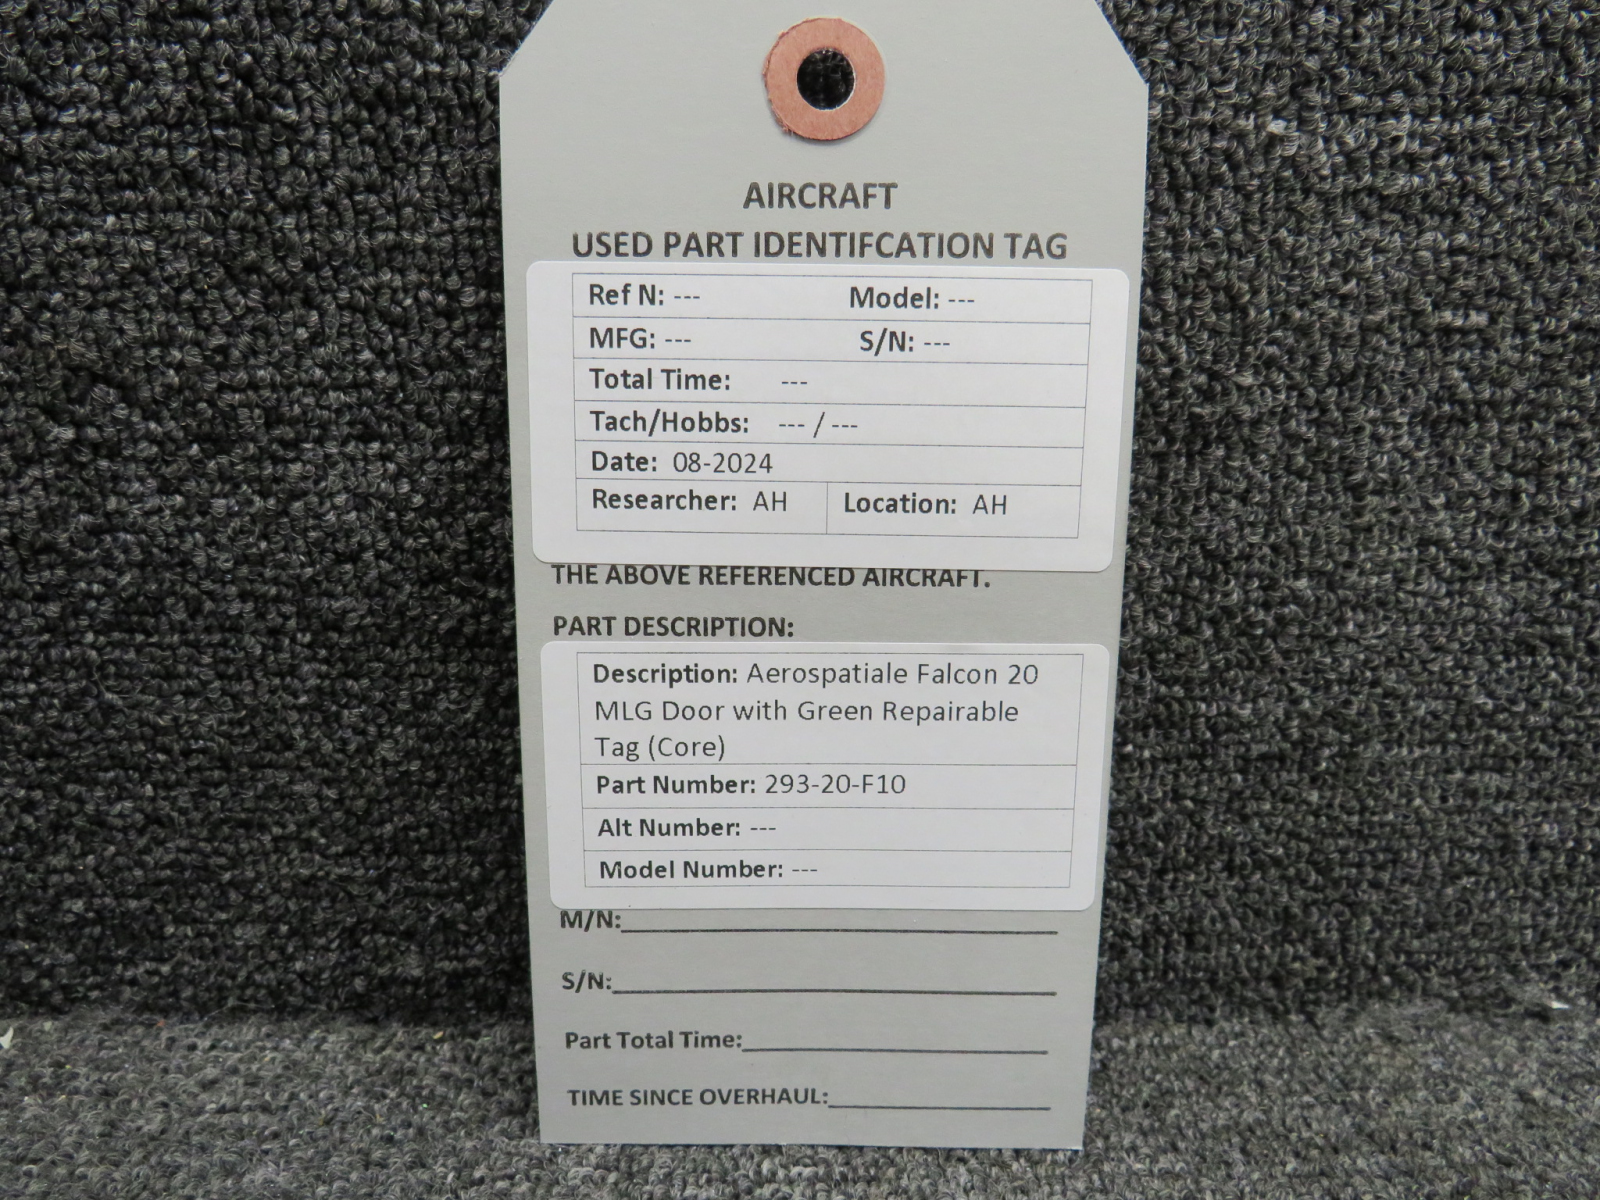 AIRCRAFT
USED PART IDENTIFCATION TAG
Ref N: --- Model: ---
MFG: --- S/N: ---
Total Time: ---
Tach/Hobbs: --- / ---
Date: 08-2024
Researcher: AH Location: AH
THE ABOVE REFERENCED AIRCRAFT.
PART DESCRIPTION:
Description: Aerospatiale Falcon 20
MLG Door with Green Repairable
Tag (Core)
Part Number: 293-20-F10
Alt Number: ---
Model Number: ---
M/N:
S/N:
Part Total Time:
TIME SINCE OVERHAUL: